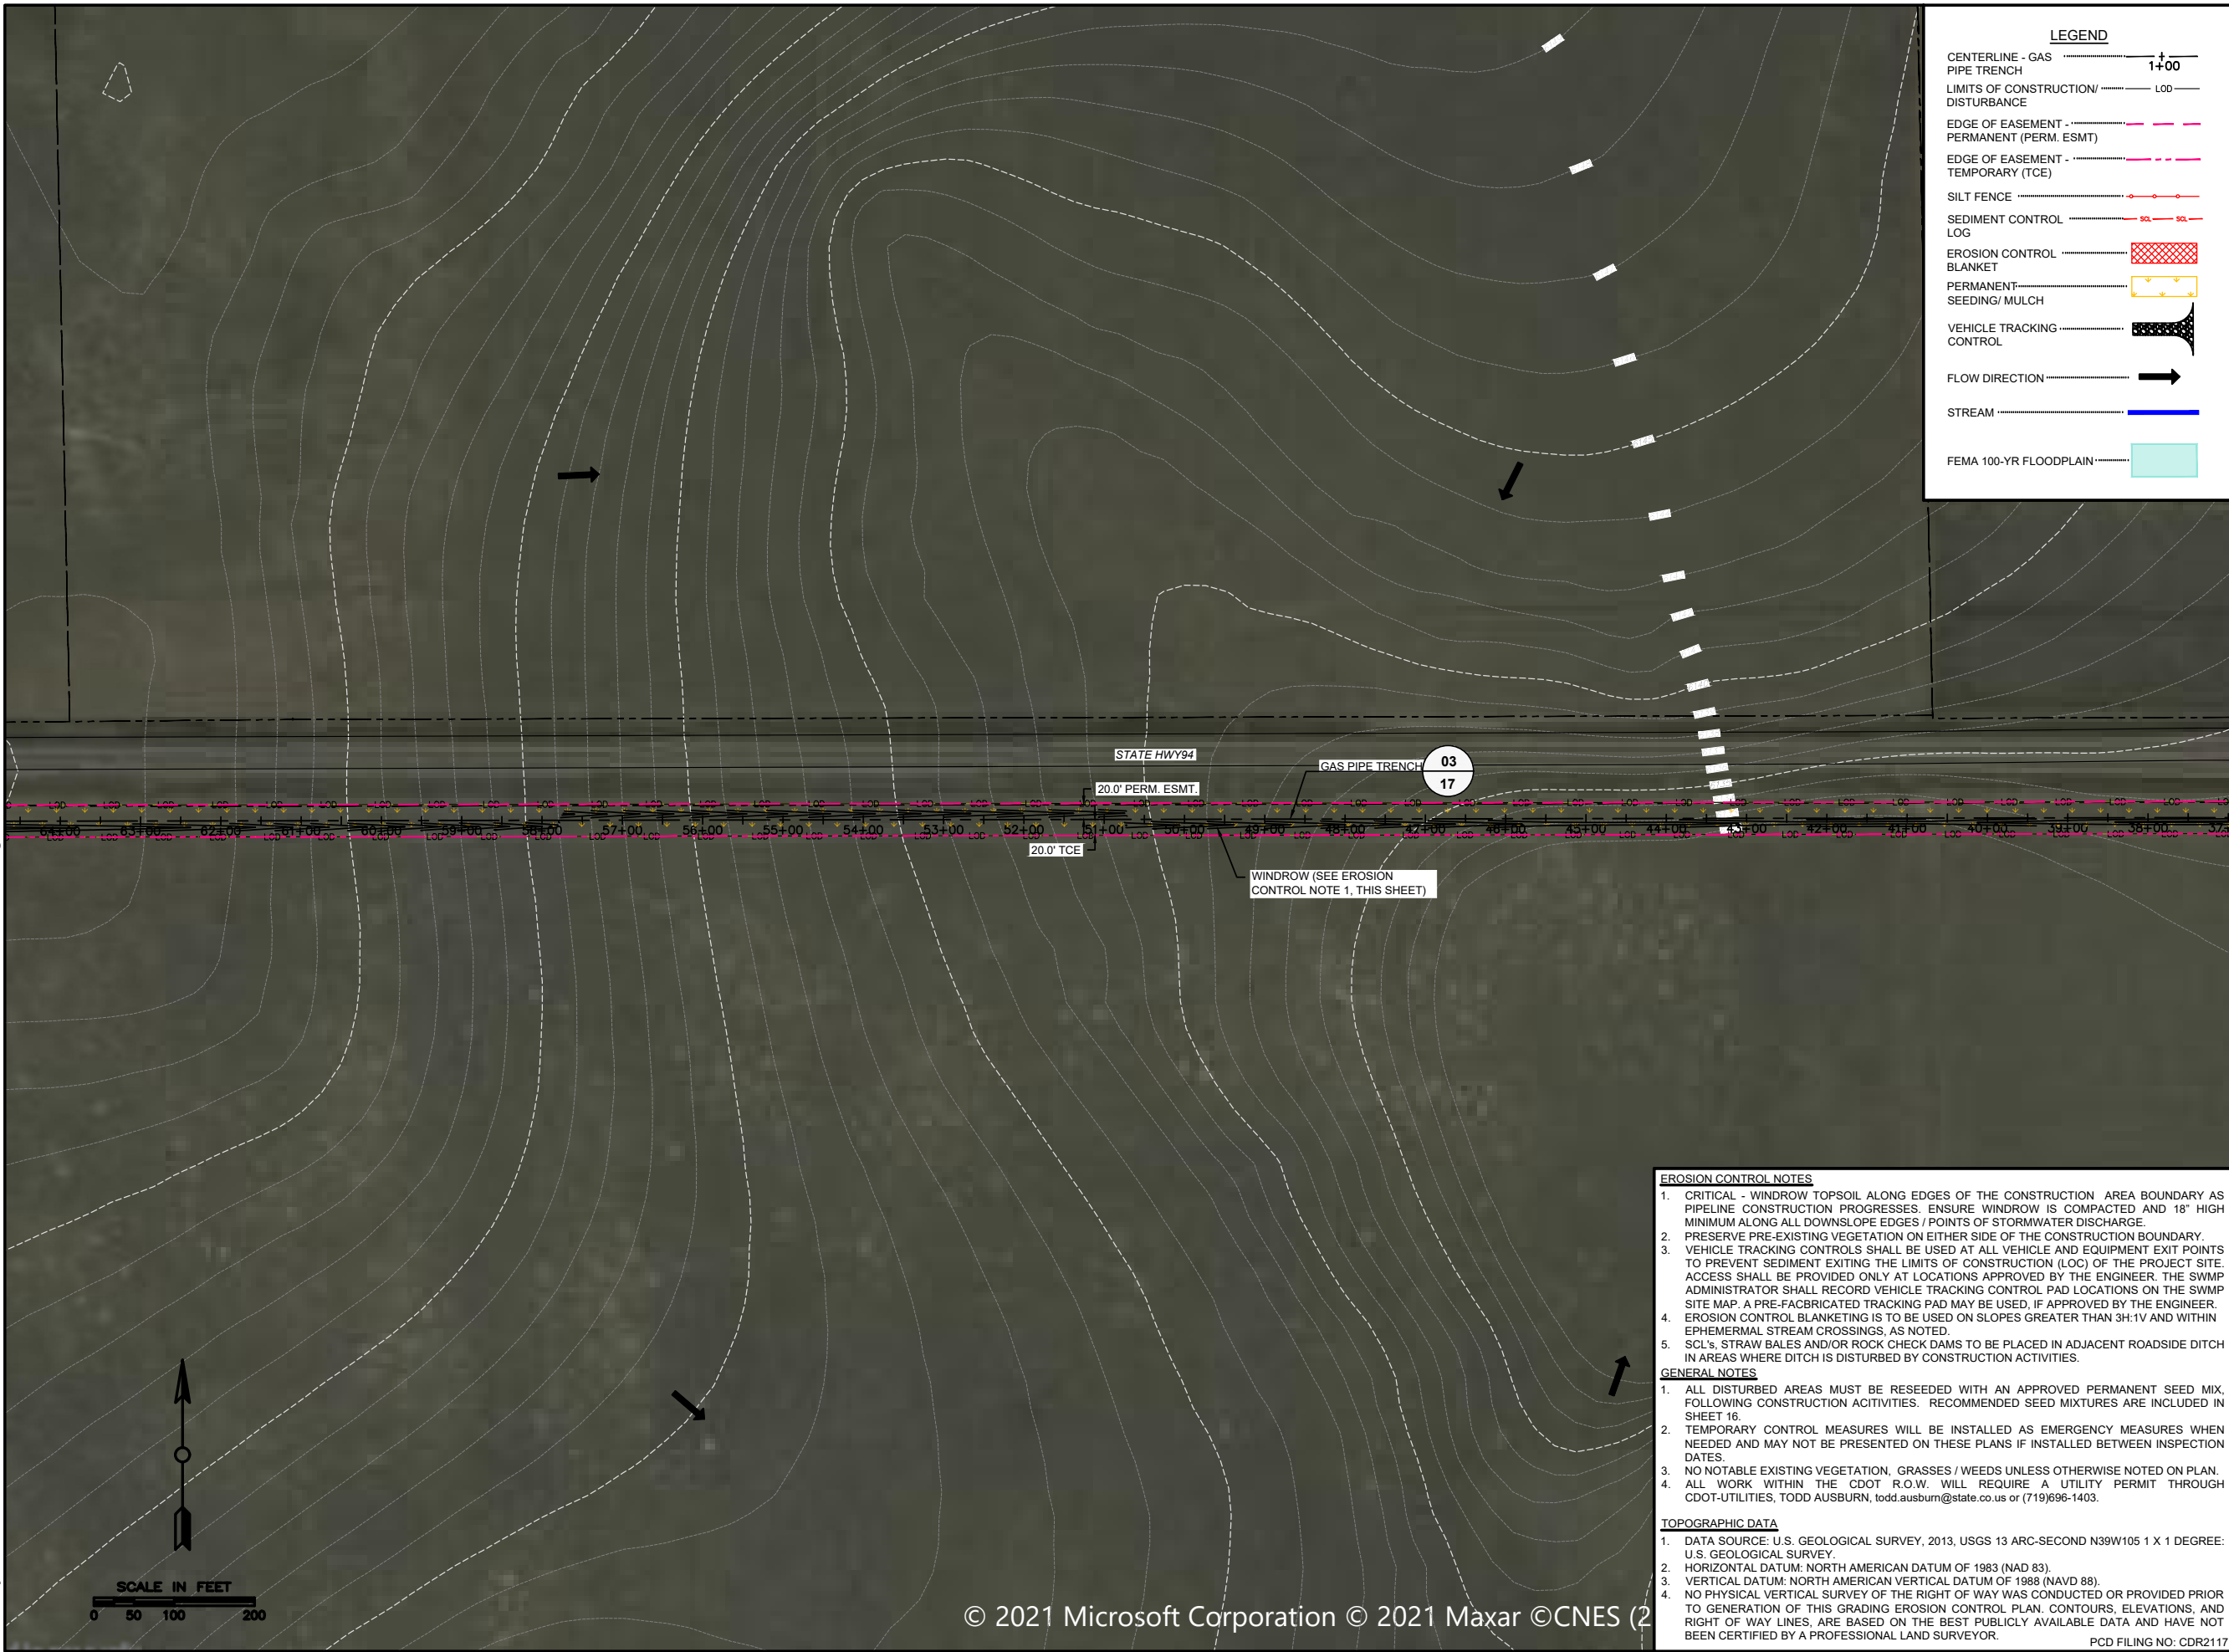 LEGEND
CENTERLINE - GAS
PIPE TRENCH
1+00
LIMITS OF CONSTRUCTION/
DISTURBANCE
LOD
EDGE OF EASEMENT -
PERMANENT (PERM. ESMT)
EDGE OF EASEMENT -
TEMPORARY (TCE)
SILT FENCE
SEDIMENT CONTROL
LOG
SCL SCL
EROSION CONTROL
BLANKET
PERMANENT
SEEDING/ MULCH
VEHICLE TRACKING
CONTROL
FLOW DIRECTION
STREAM
FEMA 100-YR FLOODPLAIN
STATE HWY94
GAS PIPE TRENCH
03
17
20.0' PERM. ESMT.
64+00 63+00 62+00 61+00 60+00 59+00 58+00 57+00 56+00 55+00 54+00 53+00 52+00 51+00 50+00 49+00 48+00 47+00 46+00 45+00 44+00 43+00 42+00 41+00 40+00 39+00 38+00
20.0' TCE
WINDROW (SEE EROSION
CONTROL NOTE 1, THIS SHEET)
EROSION CONTROL NOTES
1. CRITICAL - WINDROW TOPSOIL ALONG EDGES OF THE CONSTRUCTION AREA BOUNDARY AS
PIPELINE CONSTRUCTION PROGRESSES. ENSURE WINDROW IS COMPACTED AND 18" HIGH
MINIMUM ALONG ALL DOWNSLOPE EDGES / POINTS OF STORMWATER DISCHARGE.
2. PRESERVE PRE-EXISTING VEGETATION ON EITHER SIDE OF THE CONSTRUCTION BOUNDARY.
3. VEHICLE TRACKING CONTROLS SHALL BE USED AT ALL VEHICLE AND EQUIPMENT EXIT POINTS
TO PREVENT SEDIMENT EXITING THE LIMITS OF CONSTRUCTION (LOC) OF THE PROJECT SITE.
ACCESS SHALL BE PROVIDED ONLY AT LOCATIONS APPROVED BY THE ENGINEER. THE SWMP
ADMINISTRATOR SHALL RECORD VEHICLE TRACKING CONTROL PAD LOCATIONS ON THE SWMP
SITE MAP. A PRE-FACBRICATED TRACKING PAD MAY BE USED, IF APPROVED BY THE ENGINEER.
4. EROSION CONTROL BLANKETING IS TO BE USED ON SLOPES GREATER THAN 3H:1V AND WITHIN
EPHEMERMAL STREAM CROSSINGS, AS NOTED.
5. SCL's, STRAW BALES AND/OR ROCK CHECK DAMS TO BE PLACED IN ADJACENT ROADSIDE DITCH
IN AREAS WHERE DITCH IS DISTURBED BY CONSTRUCTION ACTIVITIES.
GENERAL NOTES
1. ALL DISTURBED AREAS MUST BE RESEEDED WITH AN APPROVED PERMANENT SEED MIX,
FOLLOWING CONSTRUCTION ACITIVITIES. RECOMMENDED SEED MIXTURES ARE INCLUDED IN
SHEET 16.
2. TEMPORARY CONTROL MEASURES WILL BE INSTALLED AS EMERGENCY MEASURES WHEN
NEEDED AND MAY NOT BE PRESENTED ON THESE PLANS IF INSTALLED BETWEEN INSPECTION
DATES.
3. NO NOTABLE EXISTING VEGETATION, GRASSES / WEEDS UNLESS OTHERWISE NOTED ON PLAN.
4. ALL WORK WITHIN THE CDOT R.O.W. WILL REQUIRE A UTILITY PERMIT THROUGH
CDOT-UTILITIES, TODD AUSBURN, todd.ausburn@state.co.us or (719)696-1403.
TOPOGRAPHIC DATA
1. DATA SOURCE: U.S. GEOLOGICAL SURVEY, 2013, USGS 13 ARC-SECOND N39W105 1 X 1 DEGREE:
U.S. GEOLOGICAL SURVEY.
2. HORIZONTAL DATUM: NORTH AMERICAN DATUM OF 1983 (NAD 83).
3. VERTICAL DATUM: NORTH AMERICAN VERTICAL DATUM OF 1988 (NAVD 88).
4. NO PHYSICAL VERTICAL SURVEY OF THE RIGHT OF WAY WAS CONDUCTED OR PROVIDED PRIOR
TO GENERATION OF THIS GRADING EROSION CONTROL PLAN. CONTOURS, ELEVATIONS, AND
RIGHT OF WAY LINES, ARE BASED ON THE BEST PUBLICLY AVAILABLE DATA AND HAVE NOT
BEEN CERTIFIED BY A PROFESSIONAL LAND SURVEYOR.
PCD FILING NO: CDR2117
SCALE IN FEET
0 50 100 200
© 2021 Microsoft Corporation © 2021 Maxar ©CNES (2